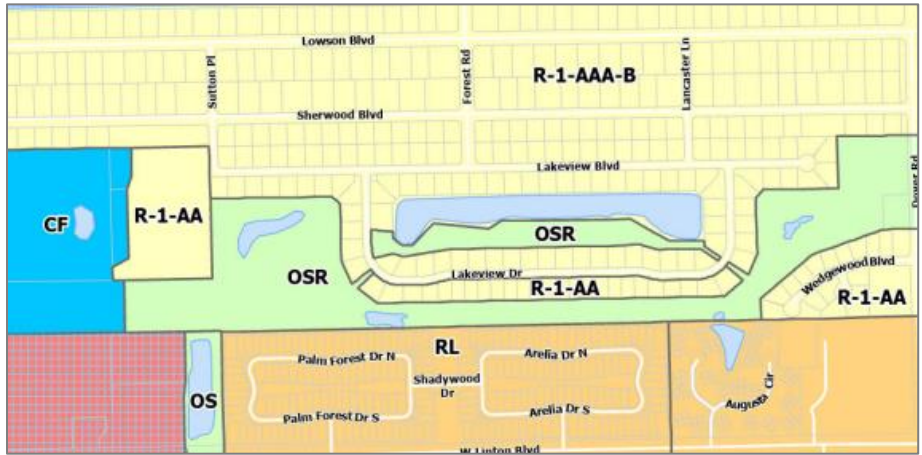 Lowson Blvd
Sutton Pl
Forest Rd
R-1-AAA-B
Lancaster Ln
Sherwood Blvd
Lakeview Blvd
Dover Rd
CF
R-1-AA
OSR
OSR
Lakeview Dr
R-1-AA
Wedgewood Blvd
R-1-AA
RL
Palm Forest Dr N
Arelia Dr N
Shadywood
Dr
OS
Palm Forest Dr S
Arelia Dr S
Augusta Cir
W Linton Blvd